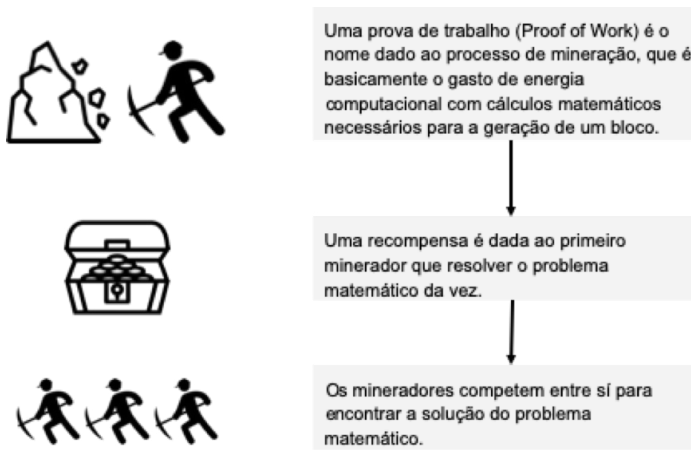 Uma prova de trabalho (Proof of Work) é o
nome dado ao processo de mineração, que é
basicamente o gasto de energia
computacional com cálculos matemáticos
necessários para a geração de um bloco.
Uma recompensa é dada ao primeiro
minerador que resolver o problema
matemático da vez.
Os mineradores competem entre sí para
encontrar a solução do problema
matemático.